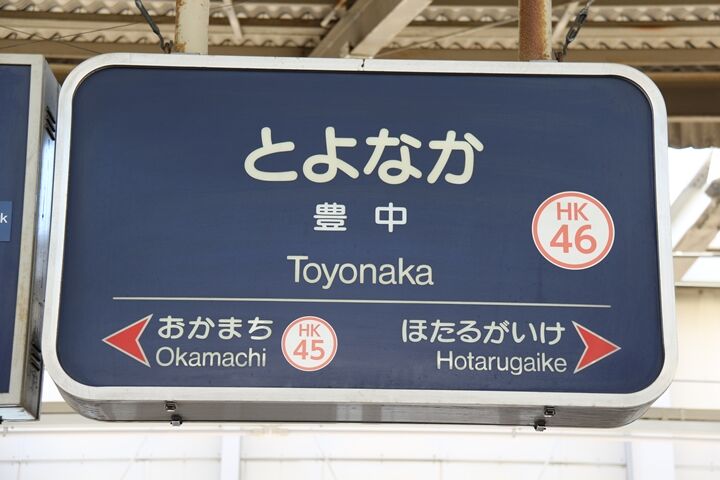 とよなか
豊中
Toyonaka
HK
46
おかまち
Okamachi
HK
45
ほたるがいけ
Hotarugaike
k